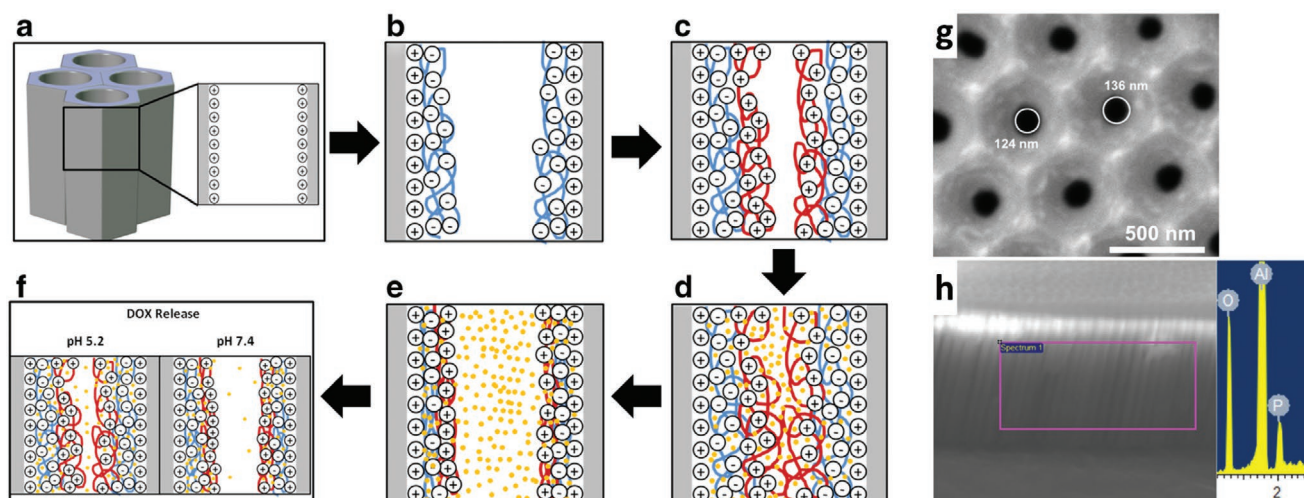 a
b
c
d
e
f
DOX Release
pH 5.2 pH 7.4
g
136 nm
124 nm
500 nm
h
Spectrum 1
O
Al
P
2